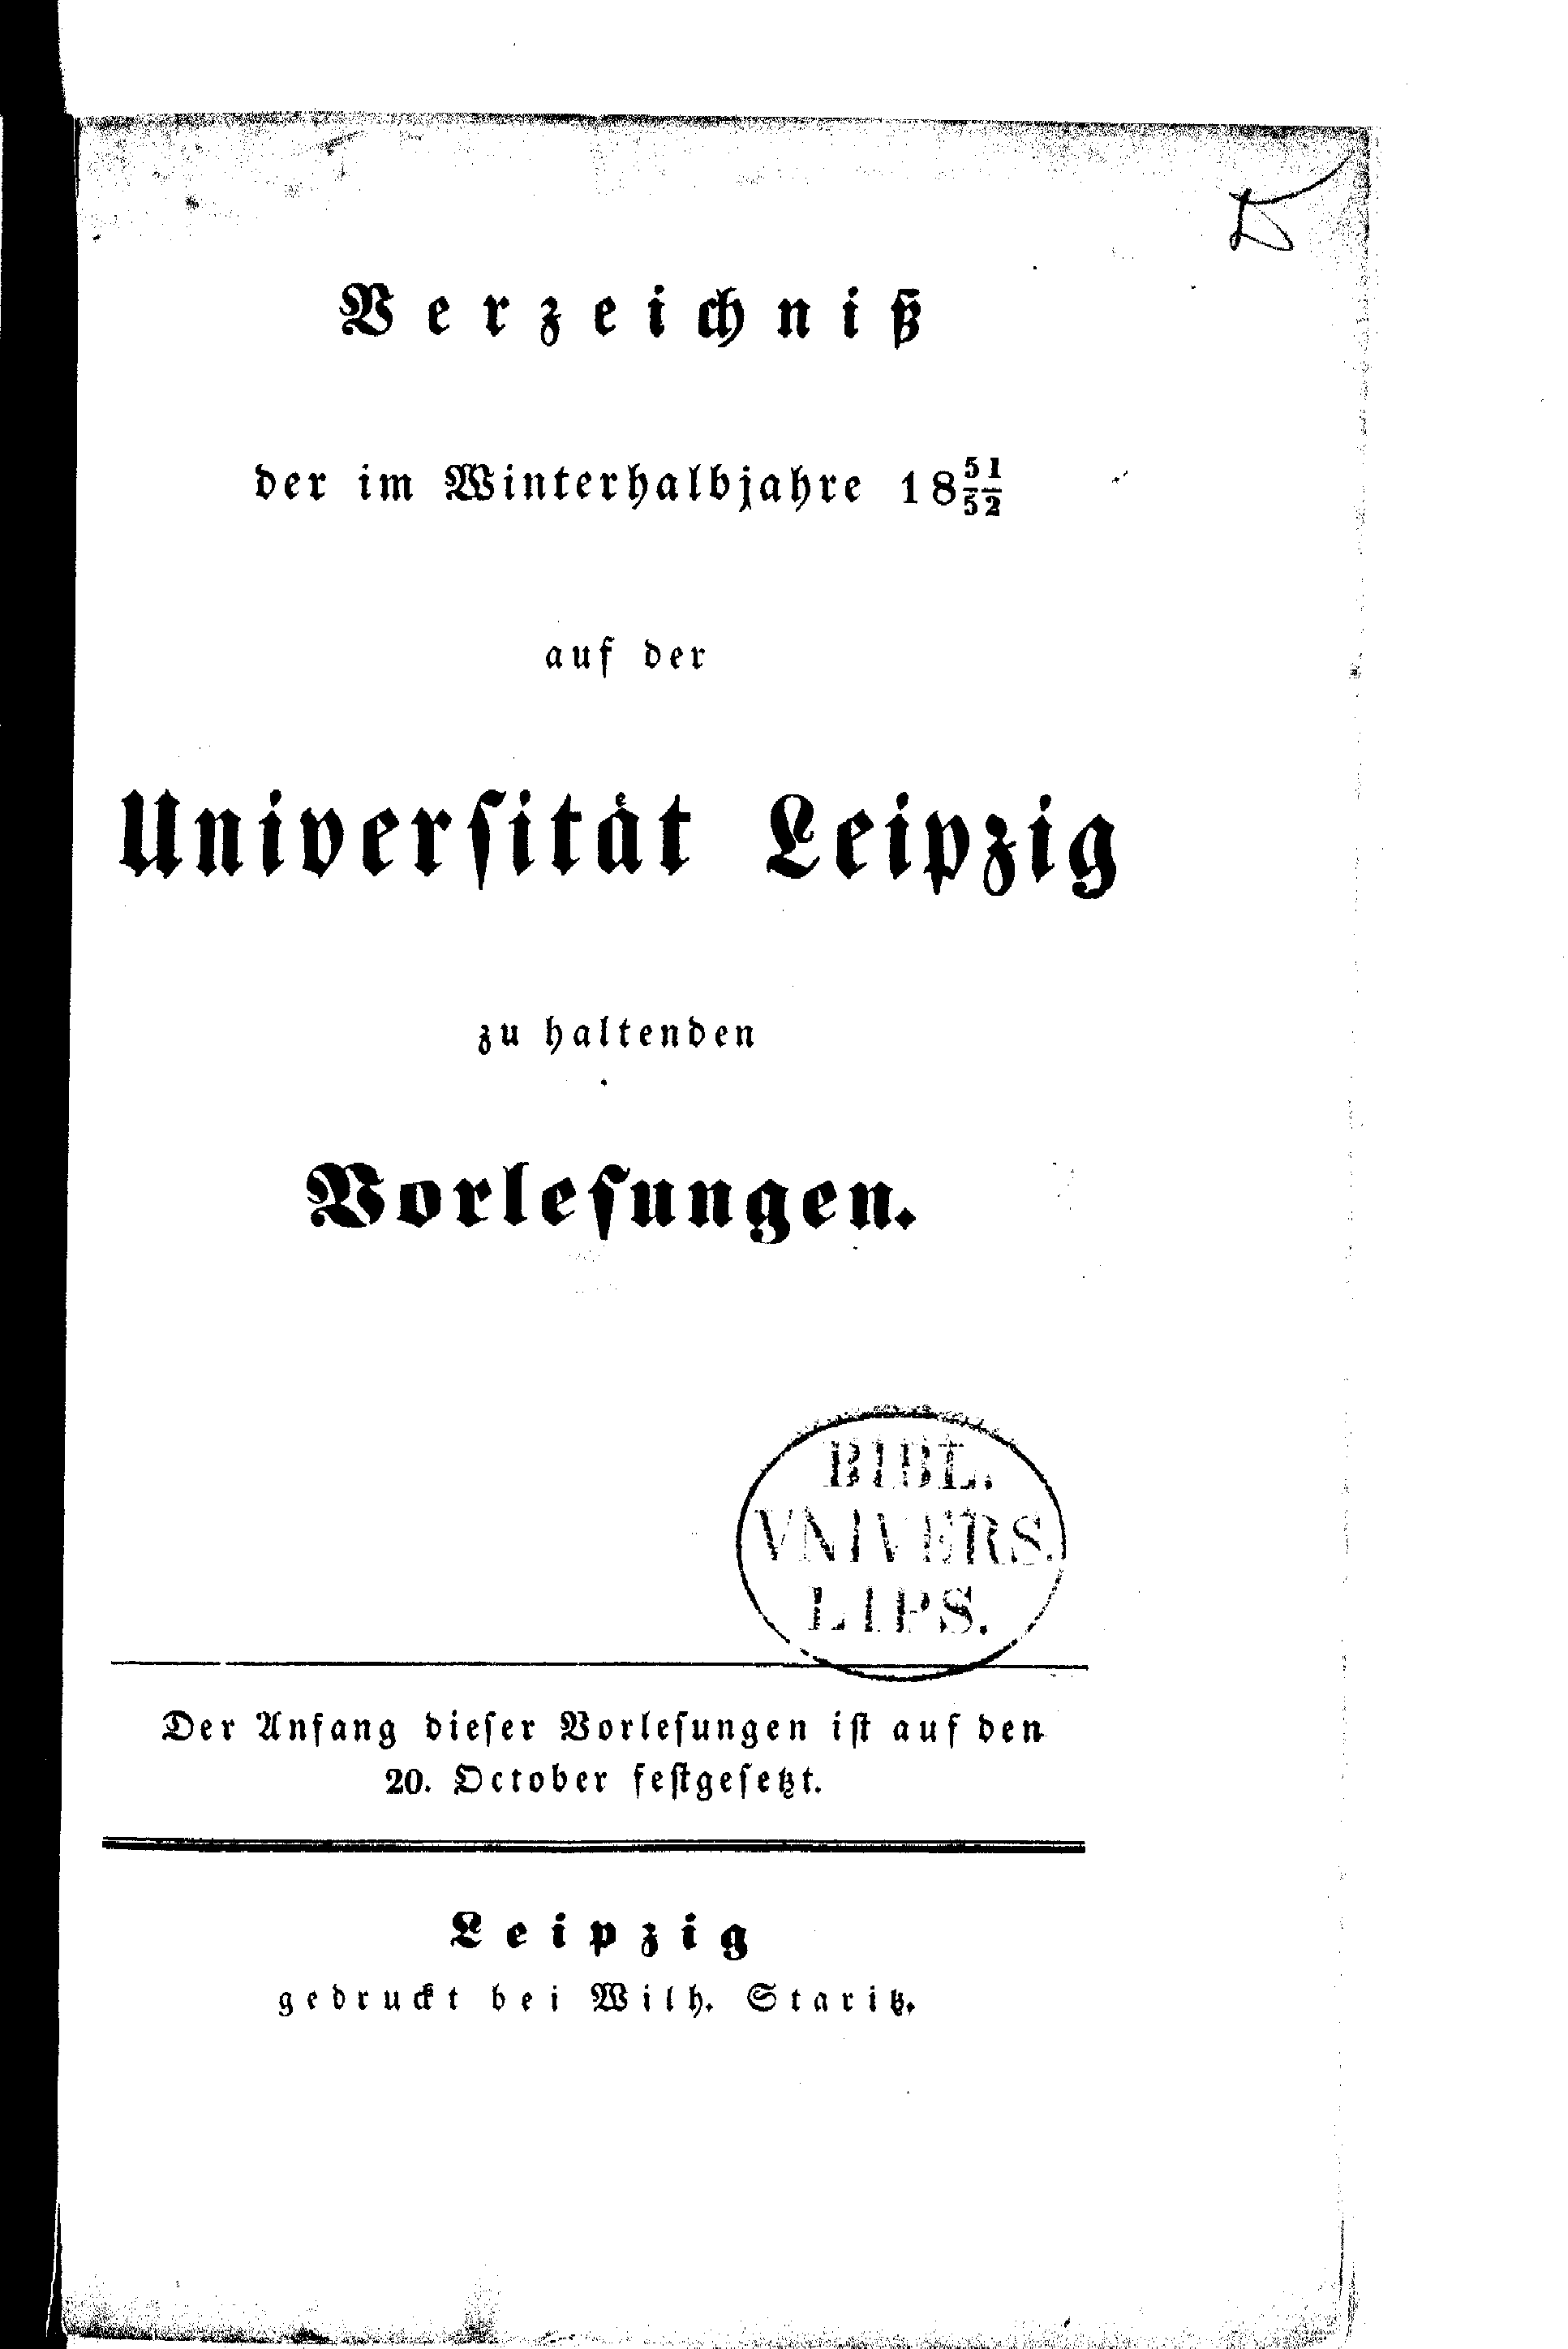 Verzeichniß
der im Winterhalbjahre 18 51/52
auf der
Universität Leipzig
zu haltenden
Vorlesungen.
BIBL.
VNIVERS.
LIPS.
Der Anfang dieser Vorlesungen ist auf den
20. October festgesetzt.
Leipzig
gedruckt bei Wilh. Staritz.